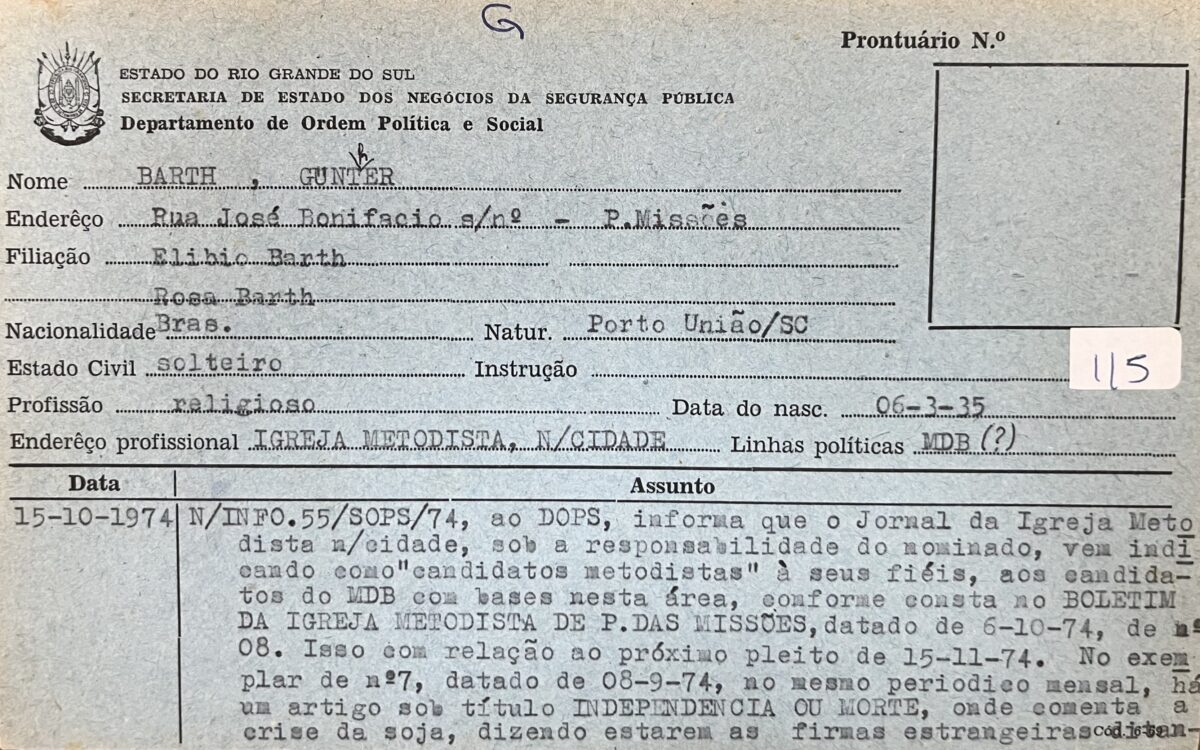 Prontuário N.º
ESTADO DO RIO GRANDE DO SUL
SECRETARIA DE ESTADO DOS NEGÓCIOS DA SEGURANÇA PÚBLICA
Departamento de Ordem Política e Social
Nome BARTH , GUNThER
Enderêço Rua José Bonifacio s/nº - P.Missões
Filiação Elibio Barth
Rosa Barth
Nacionalidade Bras. Natur. Porto União/SC
Estado Civil solteiro Instrução
1/5
Profissão religioso Data do nasc. 06-3-35
Enderêço profissional IGREJA METODISTA, N/CIDADE Linhas políticas MDB (?)
Data Assunto
15-10-1974 N/INFO.55/SOPS/74, ao DOPS, informa que o Jornal da Igreja Meto
dista n/cidade, sob a responsabilidade do nominado, vem indi
cando como"candidatos metodistas" à seus fiéis, aos candida-
tos do MDB com bases nesta área, conforme consta no BOLETIM
DA IGREJA METODISTA DE P.DAS MISSÕES,datado de 6-10-74, de nº
08. Isso com relação ao próximo pleito de 15-11-74. No exem
plar de nº7, datado de 08-9-74, no mesmo periodico mensal, há
um artigo sob título INDEPENDENCIA OU MORTE, onde comenta a
crise da soja, dizendo estarem as firmas estrangeiras ditan-